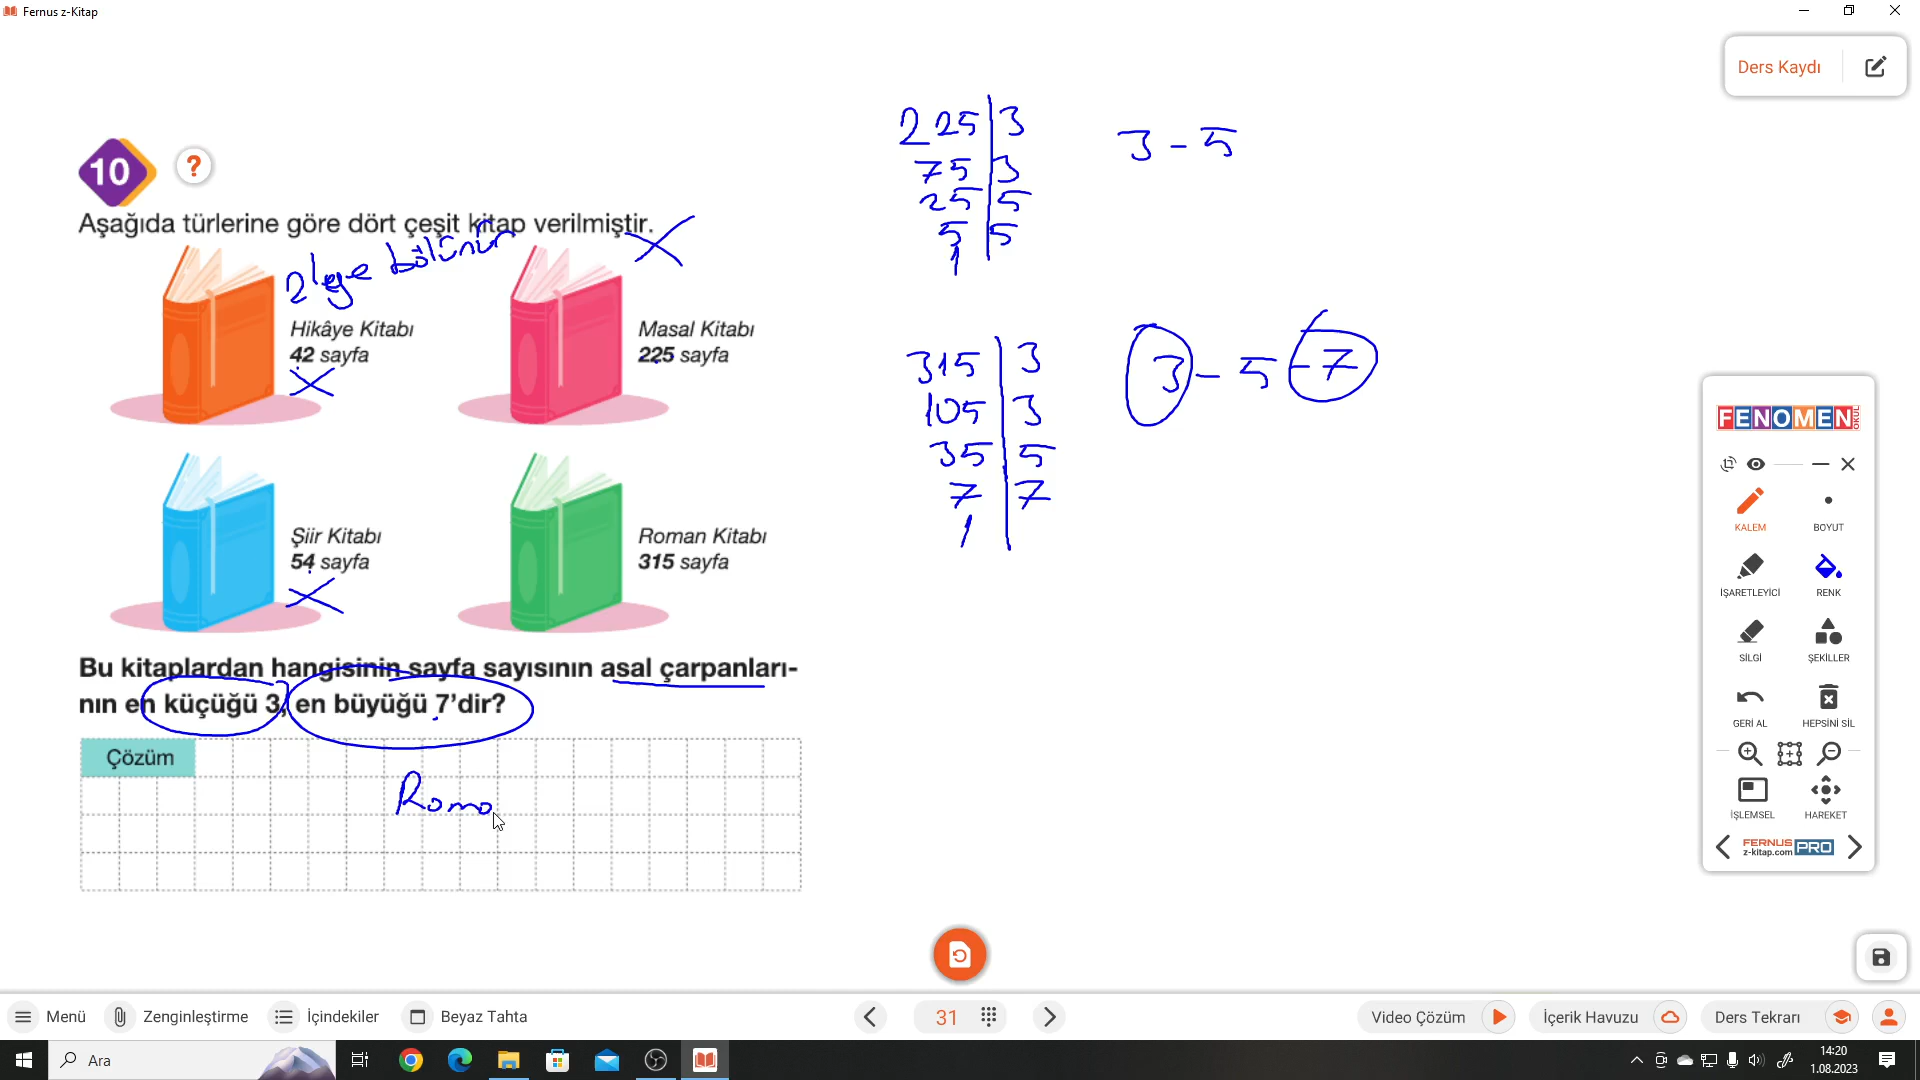 Fernus z-Kitap
Ders Kaydı
10 ?
Aşağıda türlerine göre dört çeşit kitap verilmiştir.
2'leye bölünür
Hikâye Kitabı
42 sayfa
Masal Kitabı
225 sayfa
Şiir Kitabı
54 sayfa
Roman Kitabı
315 sayfa
Bu kitaplardan hangisinin sayfa sayısının asal çarpanları-
nın en küçüğü 3, en büyüğü 7'dir?
Çözüm
Roma
225 3
75 3
25 5
5 5
1
3 - 5
315 3
105 3
35 5
7 7
1
3 - 5 - 7
FENOMEN OKUL
KALEM
BOYUT
İŞARETLEYİCİ
RENK
SİLGİ
ŞEKİLLER
GERİ AL
HEPSİNİ SİL
İŞLEMSEL
HAREKET
FERNUS
z-kitap.com PRO
Menü
Zenginleştirme
İçindekiler
Beyaz Tahta
31
Video Çözüm
İçerik Havuzu
Ders Tekrarı
Ara
14:20
1.08.2023